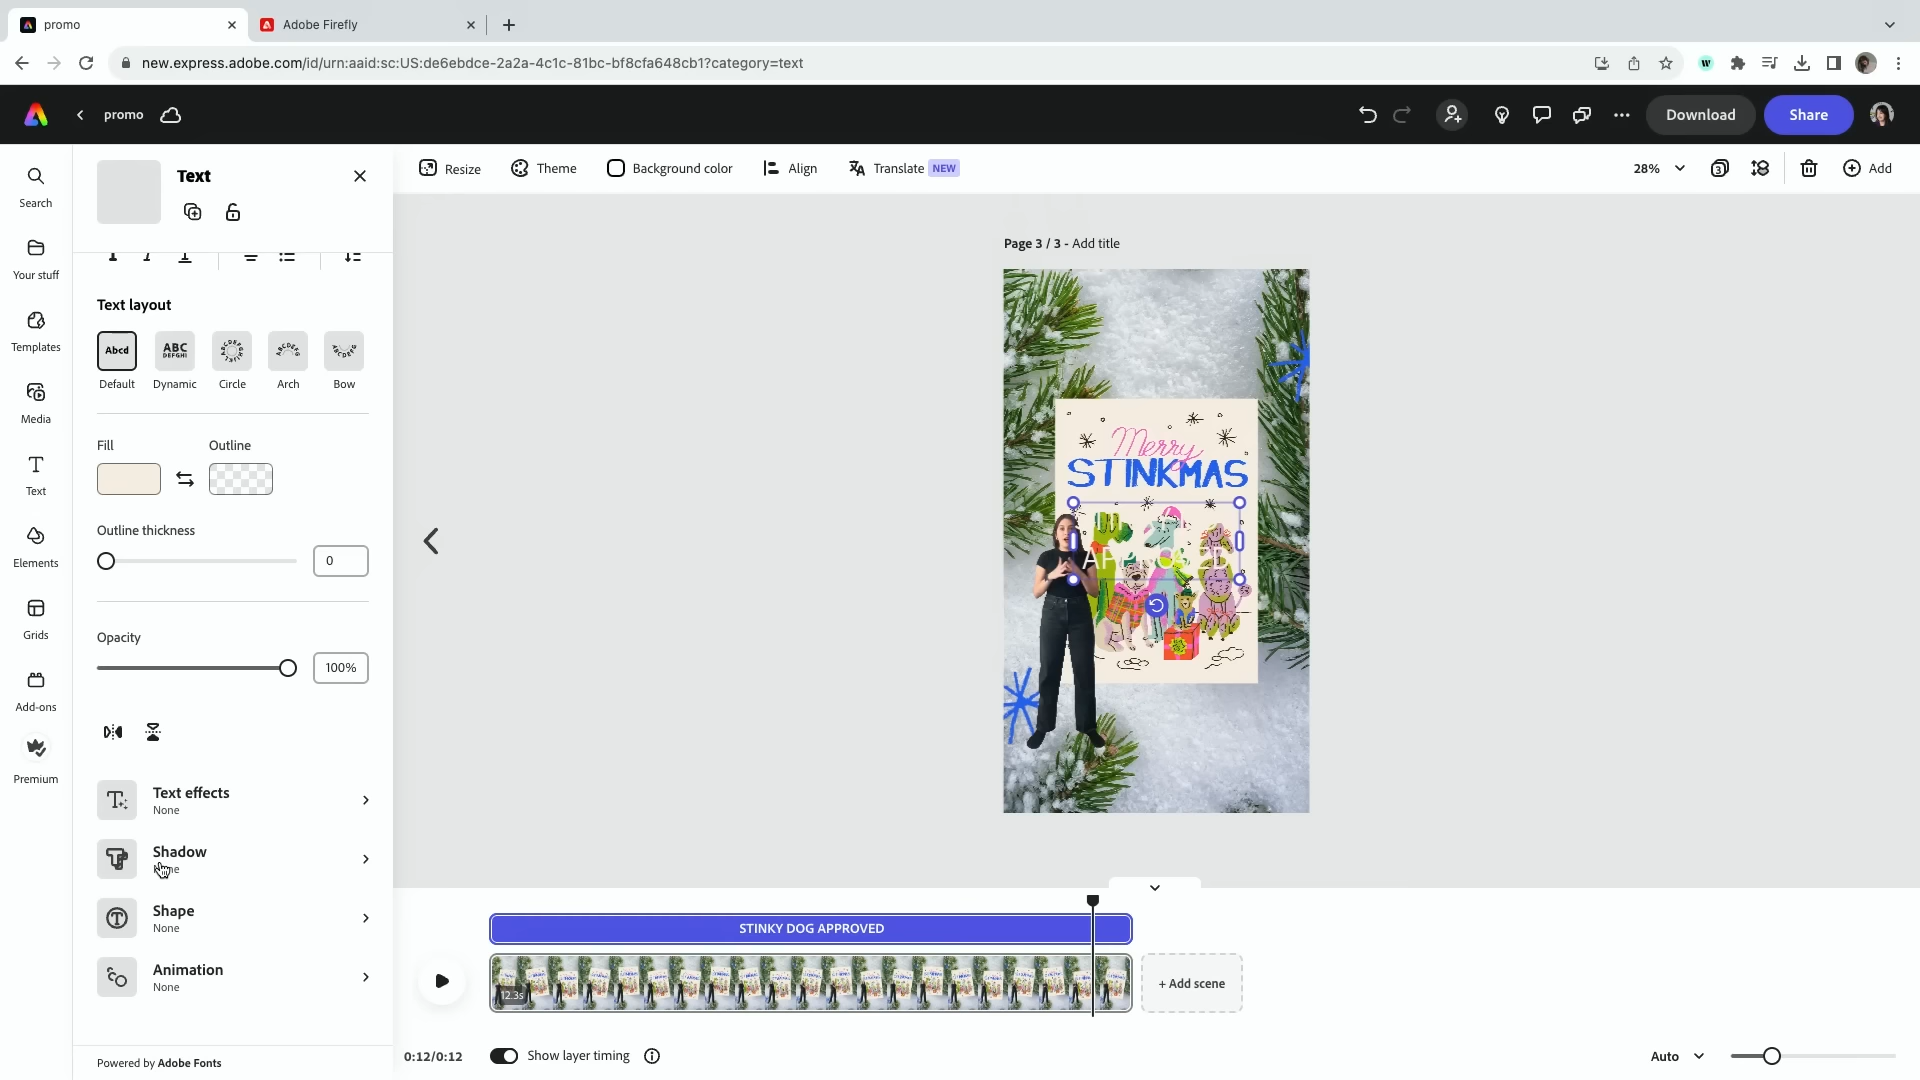 promo
Adobe Firefly
new.express.adobe.com/id/urn:aaid:sc:US:de6ebdce-2a2a-4c1c-81bc-bf8cfa648cb1?category=text
promo
Download
Share
Search
Your stuff
Templates
Media
Text
Elements
Grids
Add-ons
Premium
Text
Text layout
Abcd
ABC
DEFGHI
Default
Dynamic
Circle
Arch
Bow
Fill
Outline
Outline thickness
0
Opacity
100%
Text effects
None
Shadow
Shape
None
Animation
None
Powered by Adobe Fonts
Resize
Theme
Background color
Align
Translate NEW
28%
3
Add
Page 3 / 3 - Add title
Merry
STINKMAS
STINKY DOG APPROVED
12.3s
+ Add scene
0:12/0:12
Show layer timing
Auto